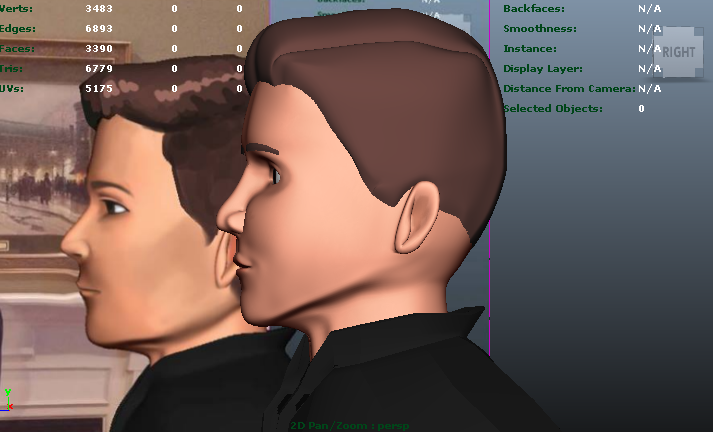 Verts: 3483 0 0
Edges: 6893 0 0
Faces: 3390 0 0
Tris: 6779 0 0
UVs: 5175 0 0
Backfaces: N/A
Backfaces: N/A
Smoothness: N/A
Instance: N/A
Display Layer: N/A
Distance From Camera: N/A
Selected Objects: 0
RIGHT
Y
2D Pan/Zoom : persp